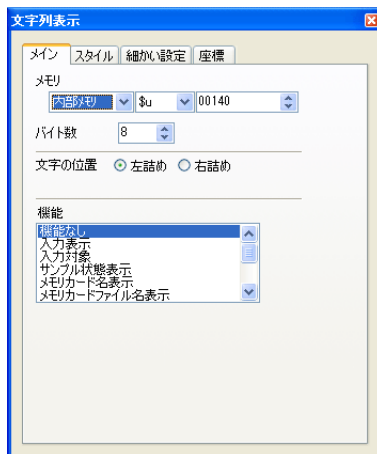 文字列表示
メイン スタイル 細かい設定 座標
メモリ
内部メモリ $u 00140
バイト数 8
文字の位置 左詰め 右詰め
機能
機能なし
入力表示
入力対象
サンプル状態表示
メモリカード名表示
メモリカードファイル名表示